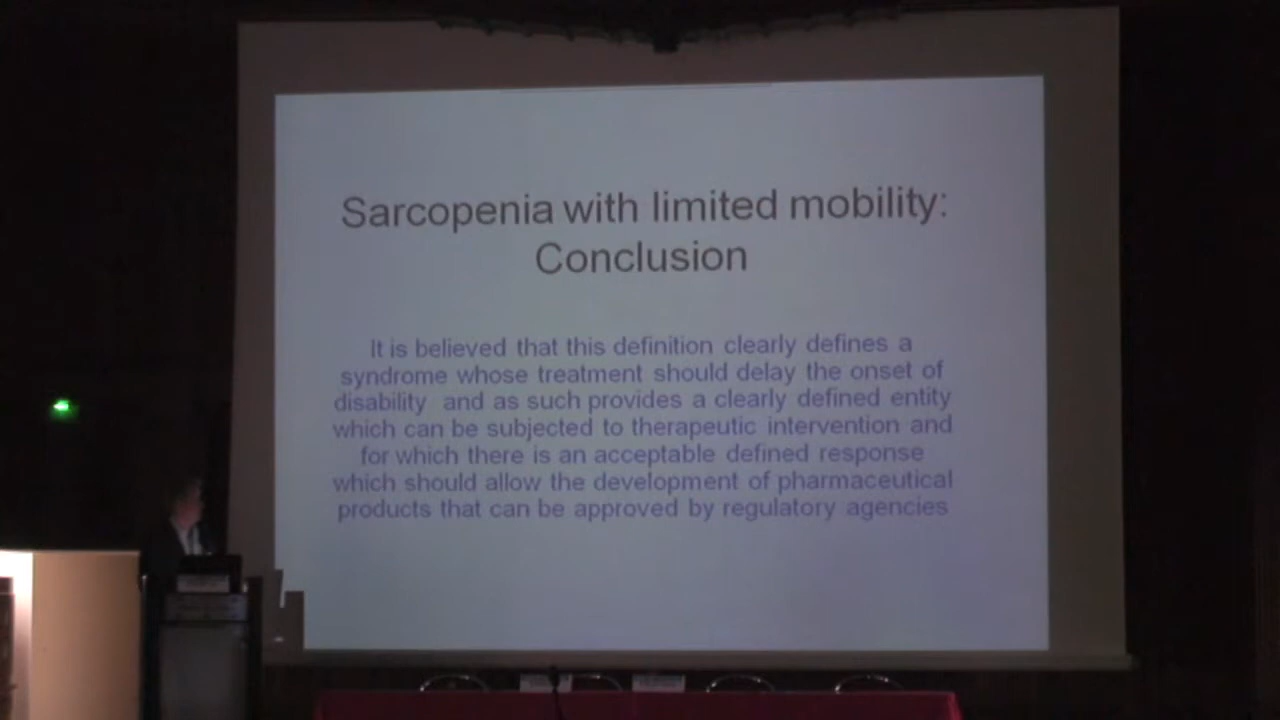 Sarcopenia with limited mobility:
Conclusion
It is believed that this definition clearly defines a
syndrome whose treatment should delay the onset of
disability and as such provides a clearly defined entity
which can be subjected to therapeutic intervention and
for which there is an acceptable defined response
which should allow the development of pharmaceutical
products that can be approved by regulatory agencies